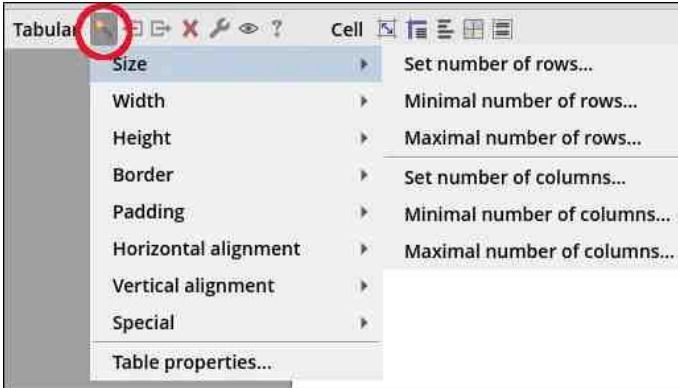 Tabular ? Cell
Size
Width
Height
Border
Padding
Horizontal alignment
Vertical alignment
Special
Table properties...
Set number of rows...
Minimal number of rows...
Maximal number of rows...
Set number of columns...
Minimal number of columns...
Maximal number of columns...